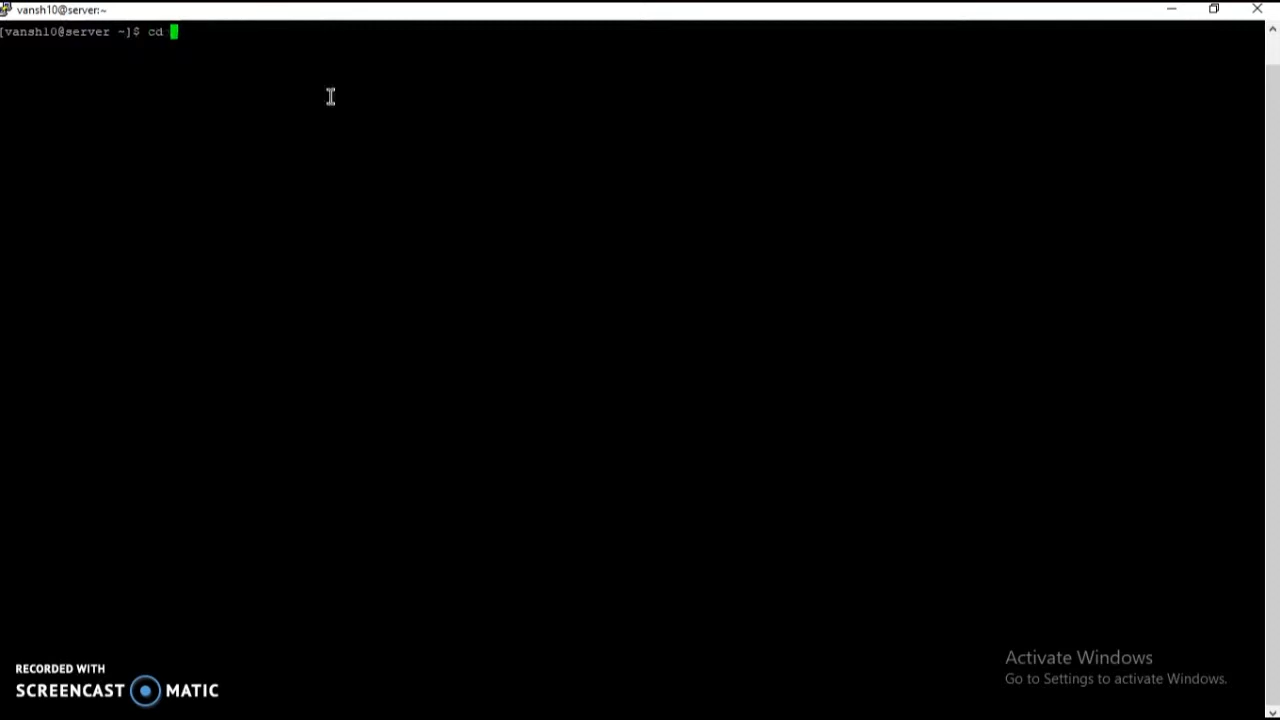 vansh10@server:~
[vansh10@server ~]$ cd
Activate Windows
Go to Settings to activate Windows.
RECORDED WITH
SCREENCAST MATIC